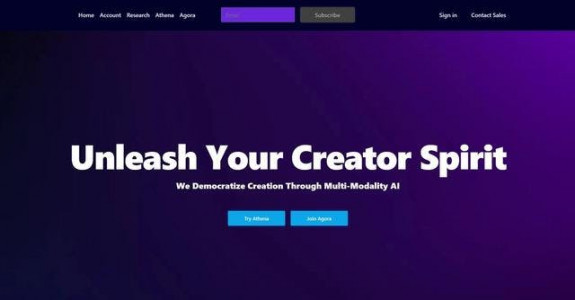 Home Account Research Athena Agora Email Subscribe Sign in Contact Sales
Unleash Your Creator Spirit
We Democratize Creation Through Multi-Modality AI
Try Athena Join Agora